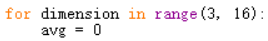 for dimension in range(3, 16):
    avg = 0